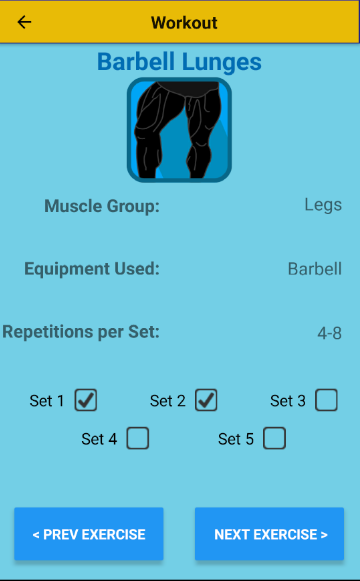 Workout
Barbell Lunges
Muscle Group: Legs
Equipment Used: Barbell
Repetitions per Set: 4-8
Set 1 Set 2 Set 3
Set 4 Set 5
< PREV EXERCISE NEXT EXERCISE >